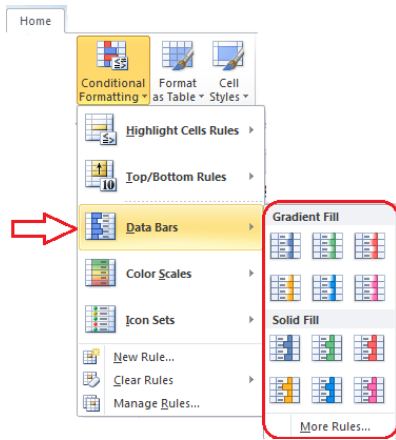 Home
Conditional Formatting
Format as Table
Cell Styles
Highlight Cells Rules
Top/Bottom Rules
10
Data Bars
Color Scales
Icon Sets
New Rule...
Clear Rules
Manage Rules...
Gradient Fill
Solid Fill
More Rules...